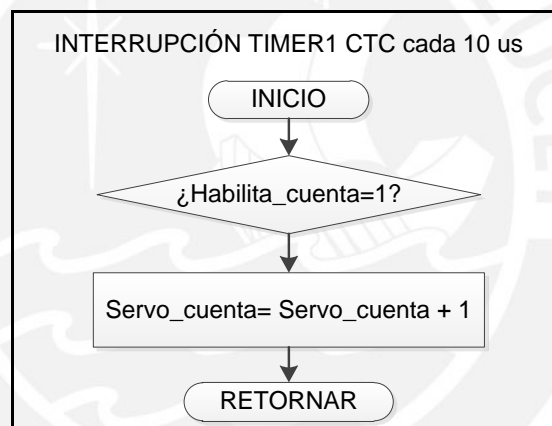 INTERRUPCIÓN TIMER1 CTC cada 10 us
INICIO
¿Habilita_cuenta=1?
Servo_cuenta= Servo_cuenta + 1
RETORNAR